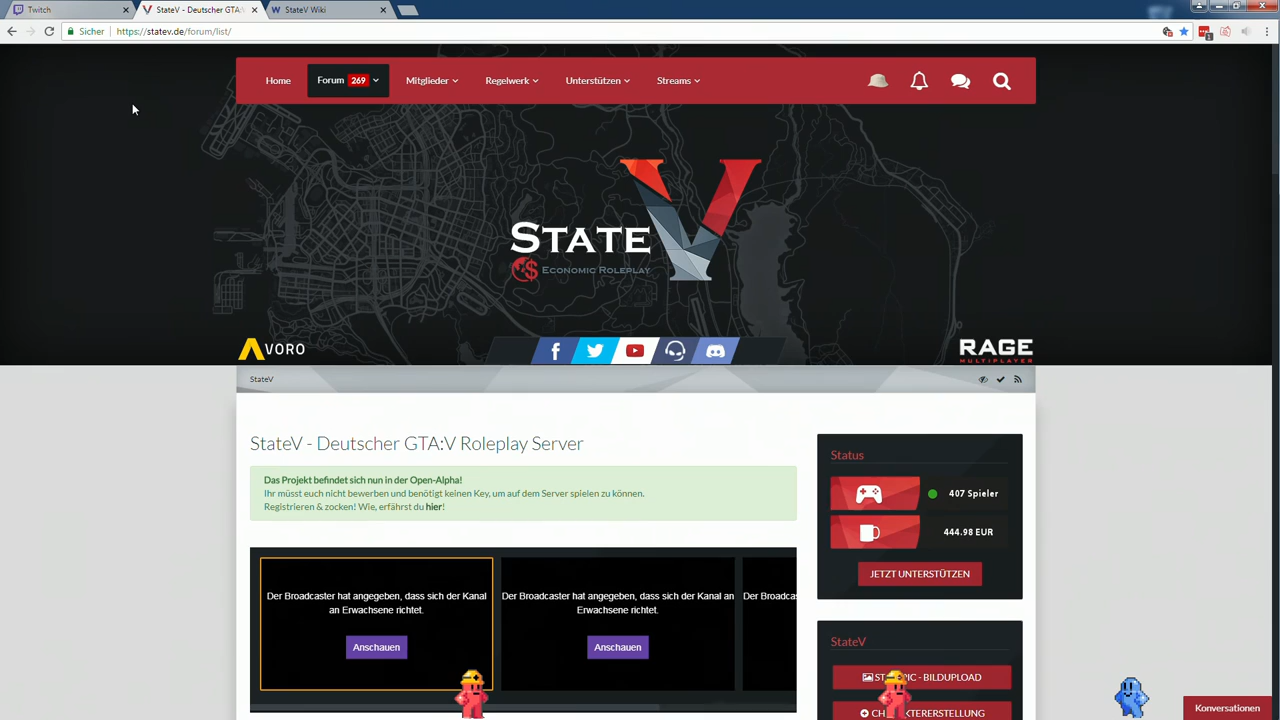 Twitch
StateV - Deutscher GTA:
StateV Wiki
Sicher
https://statev.de/forum/list/
1
Home
Forum 269
Mitglieder
Regelwerk
Unterstützen
Streams
STATE V
ECONOMIC ROLEPLAY
VORO
RAGE
MULTIPLAYER
StateV
StateV - Deutscher GTA:V Roleplay Server
Das Projekt befindet sich nun in der Open-Alpha!
Ihr müsst euch nicht bewerben und benötigt keinen Key, um auf dem Server spielen zu können.
Registrieren & zocken! Wie, erfährst du hier!
Status
407 Spieler
444.98 EUR
JETZT UNTERSTÜTZEN
Der Broadcaster hat angegeben, dass sich der Kanal
an Erwachsene richtet.
Anschauen
Der Broadcaster hat angegeben, dass sich der Kanal an
Erwachsene richtet.
Anschauen
Der Broadc
StateV
PIC - BILDUPLOAD
Konversationen